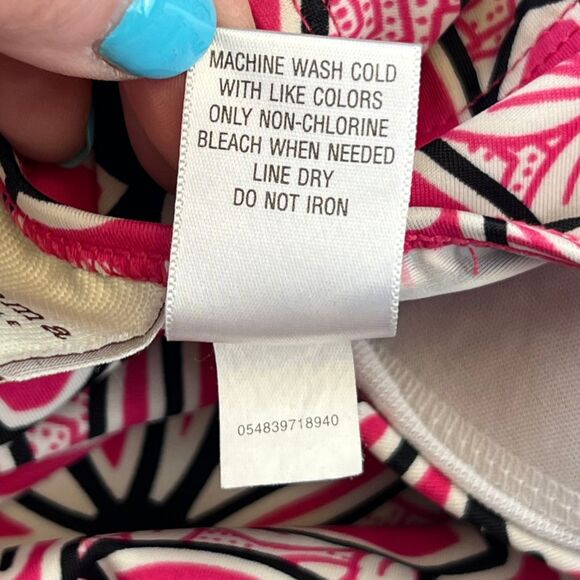 MACHINE WASH COLD
WITH LIKE COLORS
ONLY NON-CHLORINE
BLEACH WHEN NEEDED
LINE DRY
DO NOT IRON
054839718940